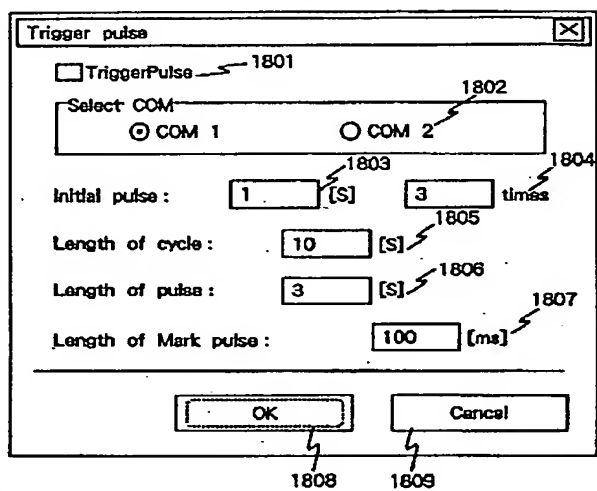 Trigger pulse
TriggerPulse 1801
Select COM 1802
COM 1 COM 2
1803 1804
Initial pulse : 1 [S] 3 times
1805
Length of cycle : 10 [S]
1806
Length of pulse : 3 [S]
1807
Length of Mark pulse : 100 [ms]
OK Cancel
1808 1809